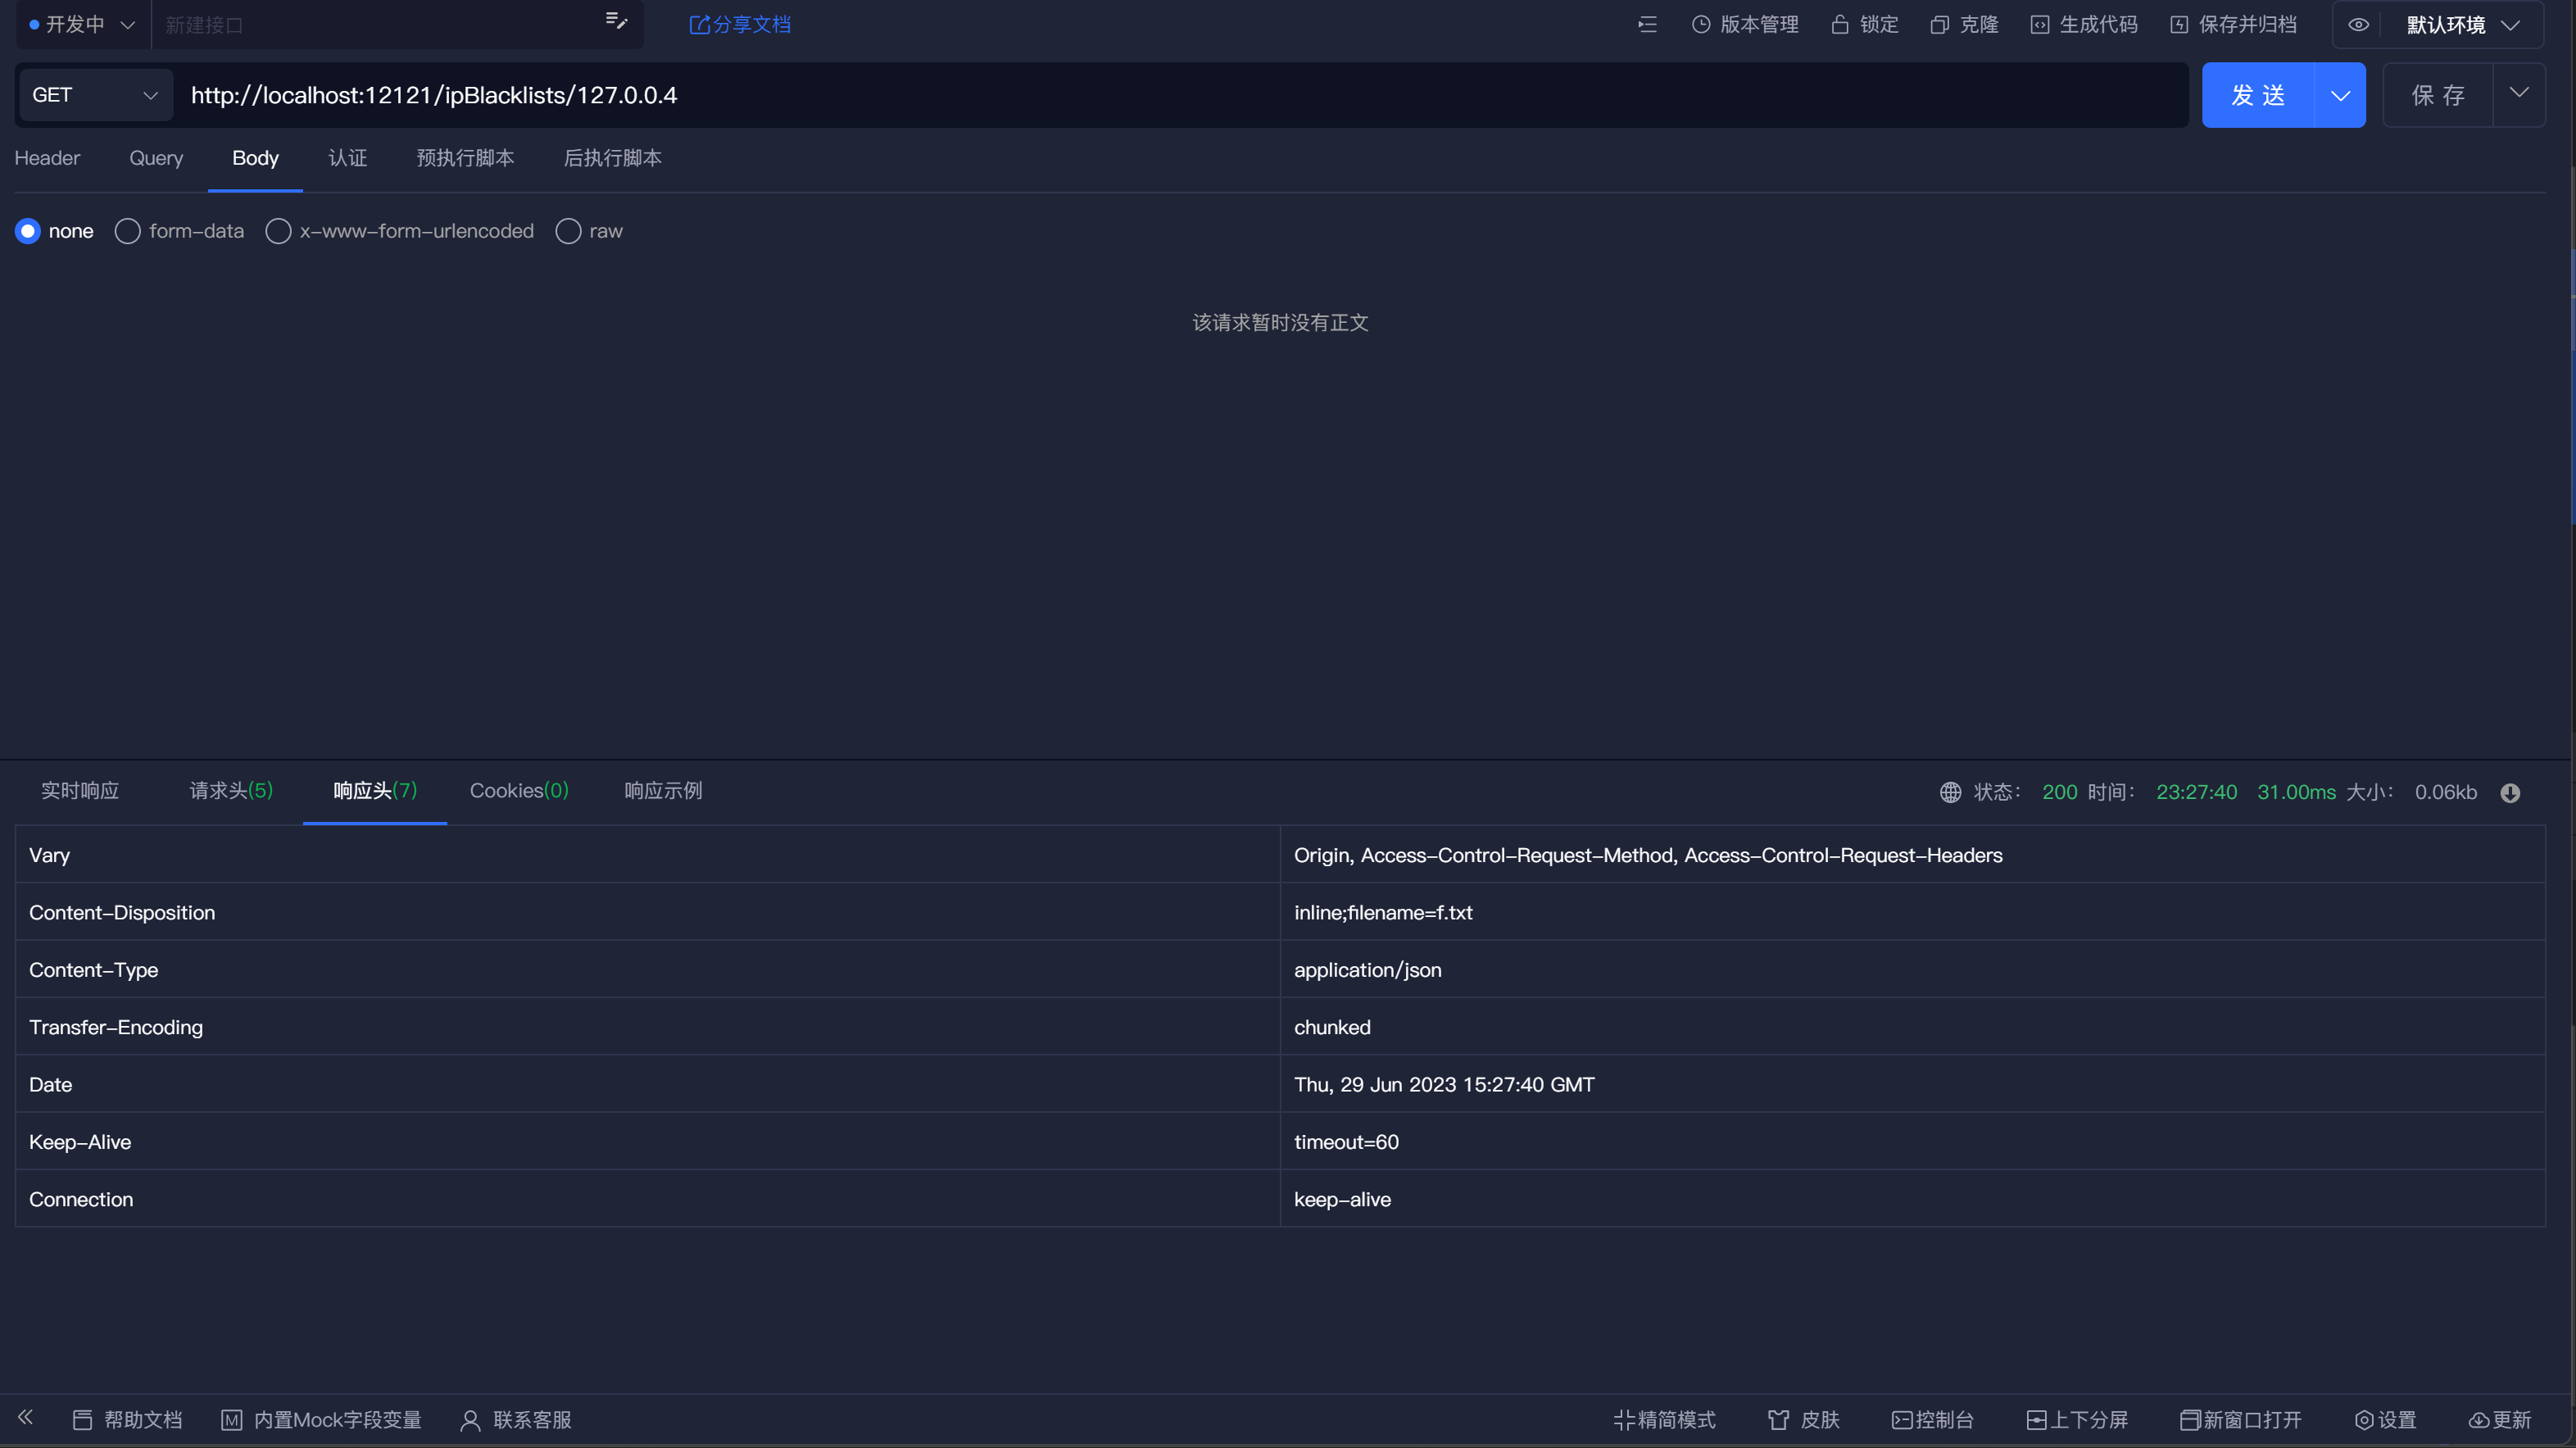 开发中 新建接口 分享文档 版本管理 锁定 克隆 生成代码 保存并归档 默认环境
GET http://localhost:12121/ipBlacklists/127.0.0.4 发 送 保 存
Header Query Body 认证 预执行脚本 后执行脚本
none form-data x-www-form-urlencoded raw
该请求暂时没有正文
实时响应 请求头(5) 响应头(7) Cookies(0) 响应示例 状态： 200 时间： 23:27:40 31.00ms 大小： 0.06kb
Vary Origin, Access-Control-Request-Method, Access-Control-Request-Headers
Content-Disposition inline;filename=f.txt
Content-Type application/json
Transfer-Encoding chunked
Date Thu, 29 Jun 2023 15:27:40 GMT
Keep-Alive timeout=60
Connection keep-alive
帮助文档 M 内置Mock字段变量 联系客服 精简模式 皮肤 控制台 上下分屏 新窗口打开 设置 更新